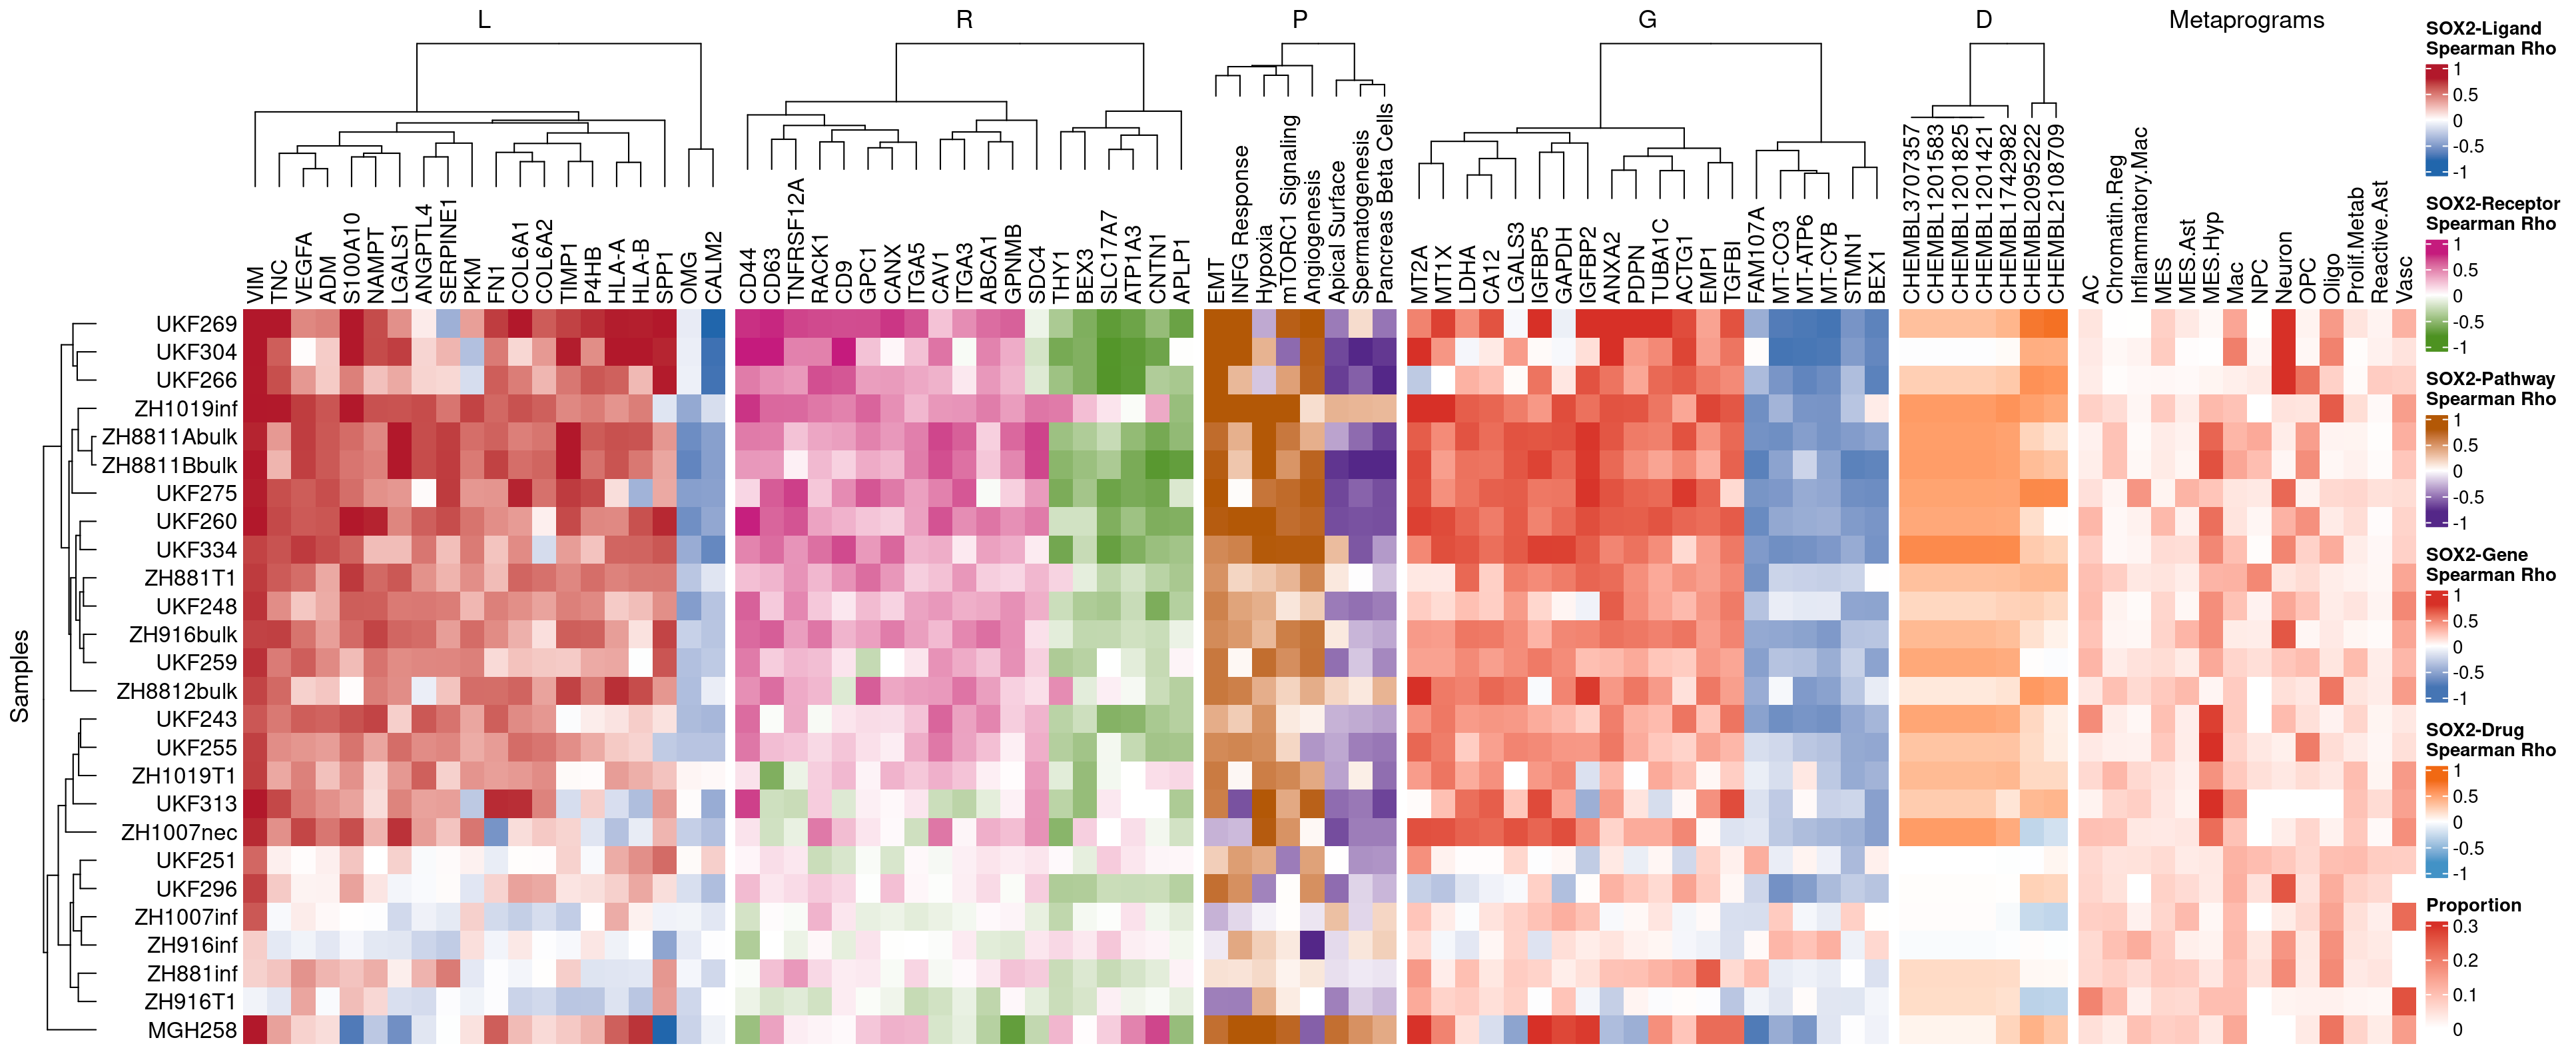 L R P G D Metaprograms
VIM
TNC
VEGFA
ADM
S100A10
NAMPT
LGALS1
ANGPTL4
SERPINE1
PKM
FN1
COL6A1
COL6A2
TIMP1
P4HB
HLA-A
HLA-B
SPP1
OMG
CALM2
CD44
CD63
TNFRSF12A
RACK1
CD9
GPC1
CANX
ITGA5
CAV1
ITGA3
ABCA1
GPNMB
SDC4
THY1
BEX3
SLC17A7
ATP1A3
CNTN1
APLP1
EMT
INFG Response
Hypoxia
mTORC1 Signaling
Angiogenesis
Apical Surface
Spermatogenesis
Pancreas Beta Cells
MT2A
MT1X
LDHA
CA12
LGALS3
IGFBP5
GAPDH
IGFBP2
ANXA2
PDPN
TUBA1C
ACTG1
EMP1
TGFBI
FAM107A
MT-CO3
MT-ATP6
MT-CYB
STMN1
BEX1
CHEMBL3707357
CHEMBL1201583
CHEMBL1201825
CHEMBL1201421
CHEMBL1742982
CHEMBL2095222
CHEMBL2108709
AC
Chromatin.Reg
Inflammatory.Mac
MES
MES.Ast
MES.Hyp
Mac
NPC
Neuron
OPC
Oligo
Prolif.Metab
Reactive.Ast
Vasc
Samples
UKF269
UKF304
UKF266
ZH1019inf
ZH8811Abulk
ZH8811Bbulk
UKF275
UKF260
UKF334
ZH881T1
UKF248
ZH916bulk
UKF259
ZH8812bulk
UKF243
UKF255
ZH1019T1
UKF313
ZH1007nec
UKF251
UKF296
ZH1007inf
ZH916inf
ZH881inf
ZH916T1
MGH258
SOX2-Ligand
Spearman Rho
1
0.5
0
-0.5
-1
SOX2-Receptor
Spearman Rho
1
0.5
0
-0.5
-1
SOX2-Pathway
Spearman Rho
1
0.5
0
-0.5
-1
SOX2-Gene
Spearman Rho
1
0.5
0
-0.5
-1
SOX2-Drug
Spearman Rho
1
0.5
0
-0.5
-1
Proportion
0.3
0.2
0.1
0